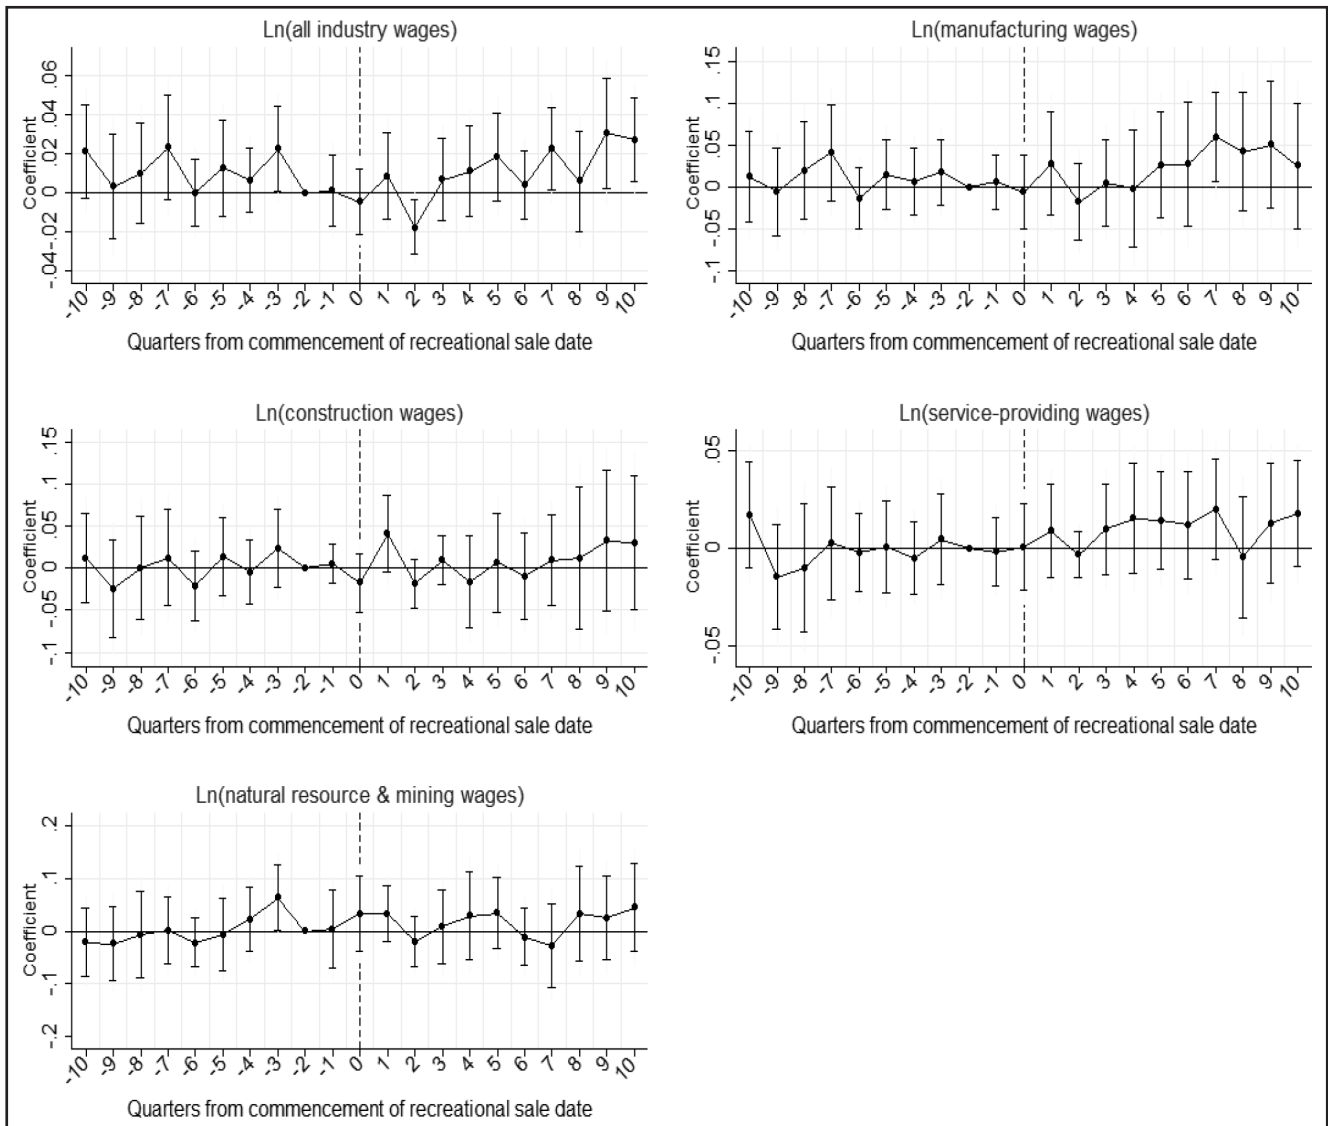 Ln(all industry wages)
Coefficient
.06
.04
.02
0
-.02
-.04
-10 -9 -8 -7 -6 -5 -4 -3 -2 -1 0 1 2 3 4 5 6 7 8 9 10
Quarters from commencement of recreational sale date
Ln(manufacturing wages)
Coefficient
.15
.1
.05
0
-.05
-.1
-10 -9 -8 -7 -6 -5 -4 -3 -2 -1 0 1 2 3 4 5 6 7 8 9 10
Quarters from commencement of recreational sale date
Ln(construction wages)
Coefficient
.15
.1
.05
0
-.05
-.1
-10 -9 -8 -7 -6 -5 -4 -3 -2 -1 0 1 2 3 4 5 6 7 8 9 10
Quarters from commencement of recreational sale date
Ln(service-providing wages)
Coefficient
.05
0
-.05
-10 -9 -8 -7 -6 -5 -4 -3 -2 -1 0 1 2 3 4 5 6 7 8 9 10
Quarters from commencement of recreational sale date
Ln(natural resource & mining wages)
Coefficient
.2
.1
0
-.1
-.2
-10 -9 -8 -7 -6 -5 -4 -3 -2 -1 0 1 2 3 4 5 6 7 8 9 10
Quarters from commencement of recreational sale date